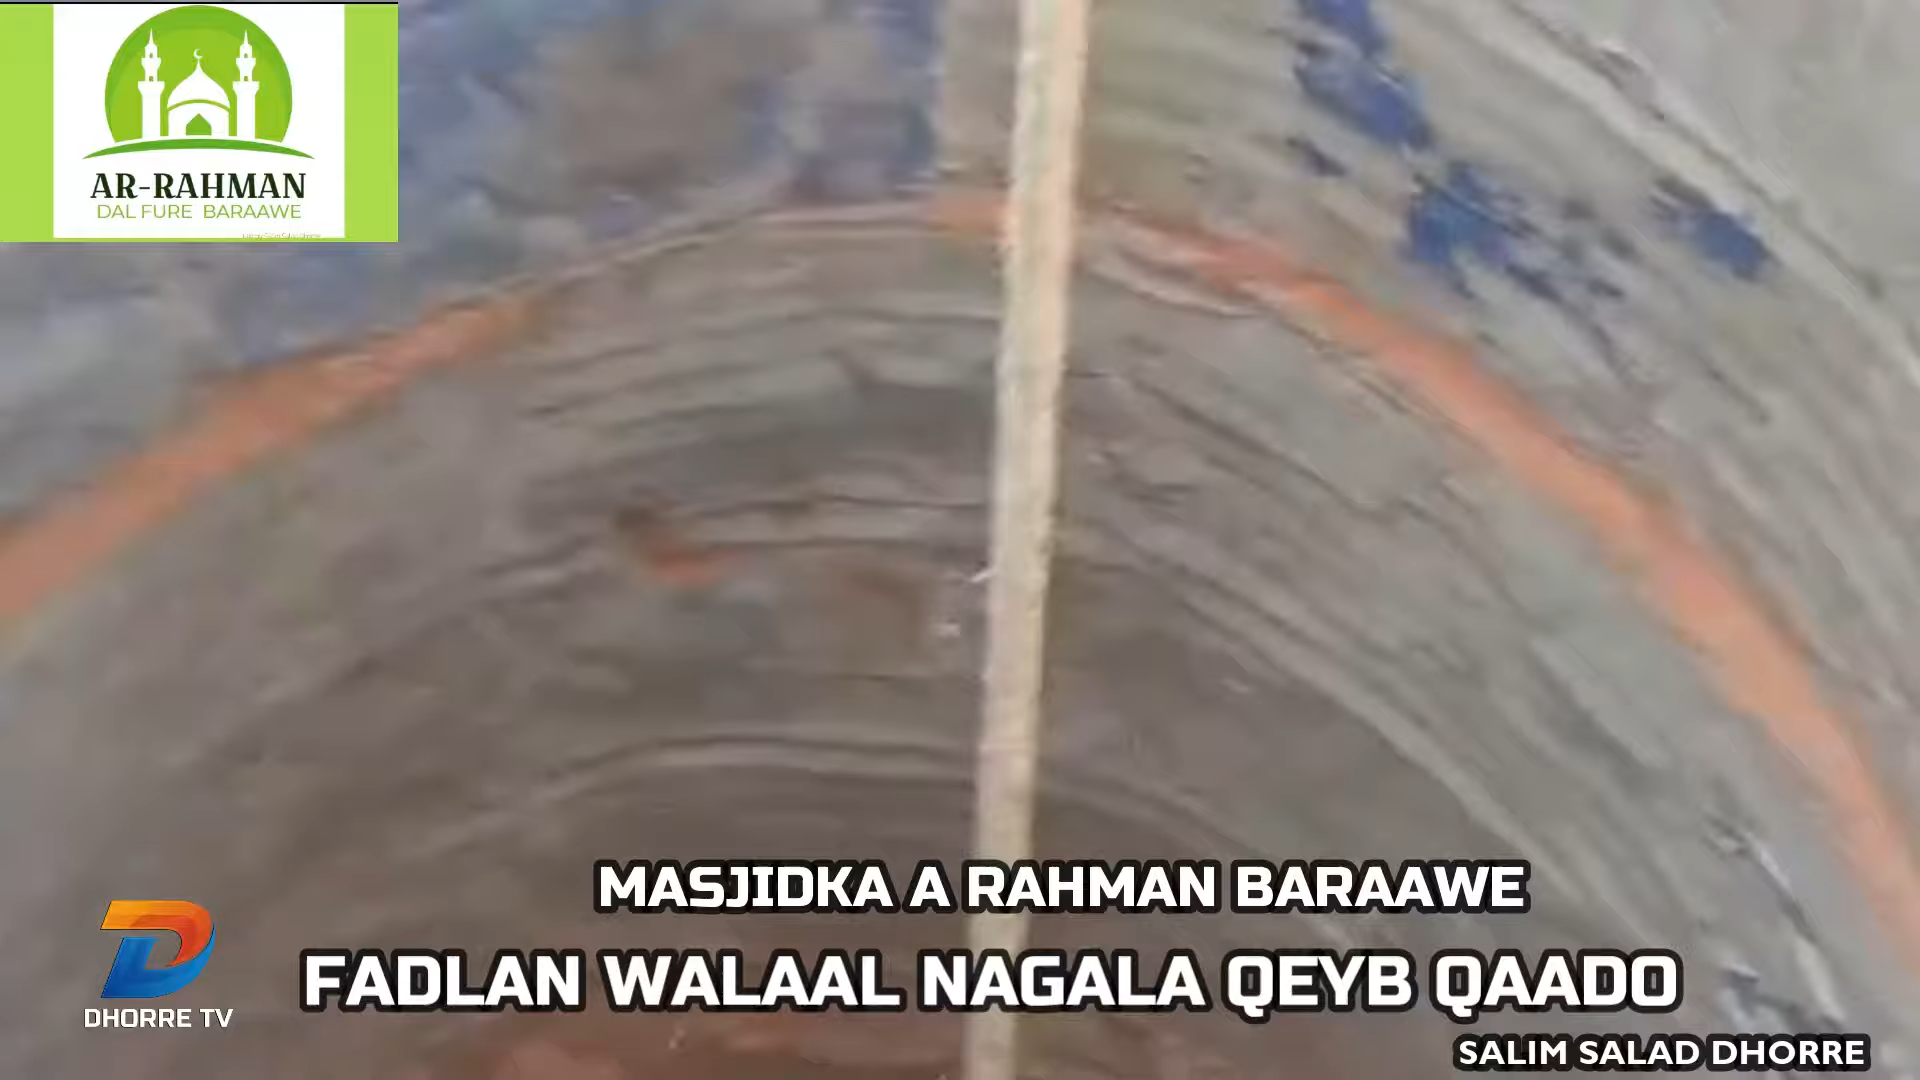 AR-RAHMAN
DAL FURE BARAAWE
MASJIDKA A RAHMAN BARAAWE
FADLAN WALAAL NAGALA QEYB QAADO
DHORRE TV
SALIM SALAD DHORRE